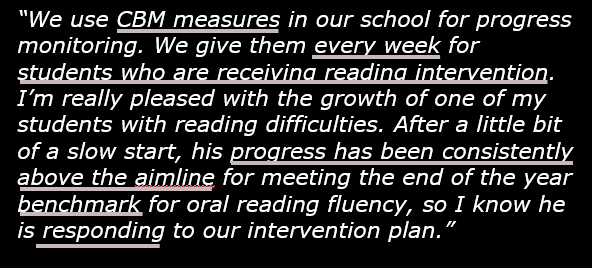 “We use CBM measures in our school for progress
monitoring. We give them every week for
students who are receiving reading intervention.
I’m really pleased with the growth of one of my
students with reading difficulties. After a little bit
of a slow start, his progress has been consistently
above the aimline for meeting the end of the year
benchmark for oral reading fluency, so I know he
is responding to our intervention plan.”